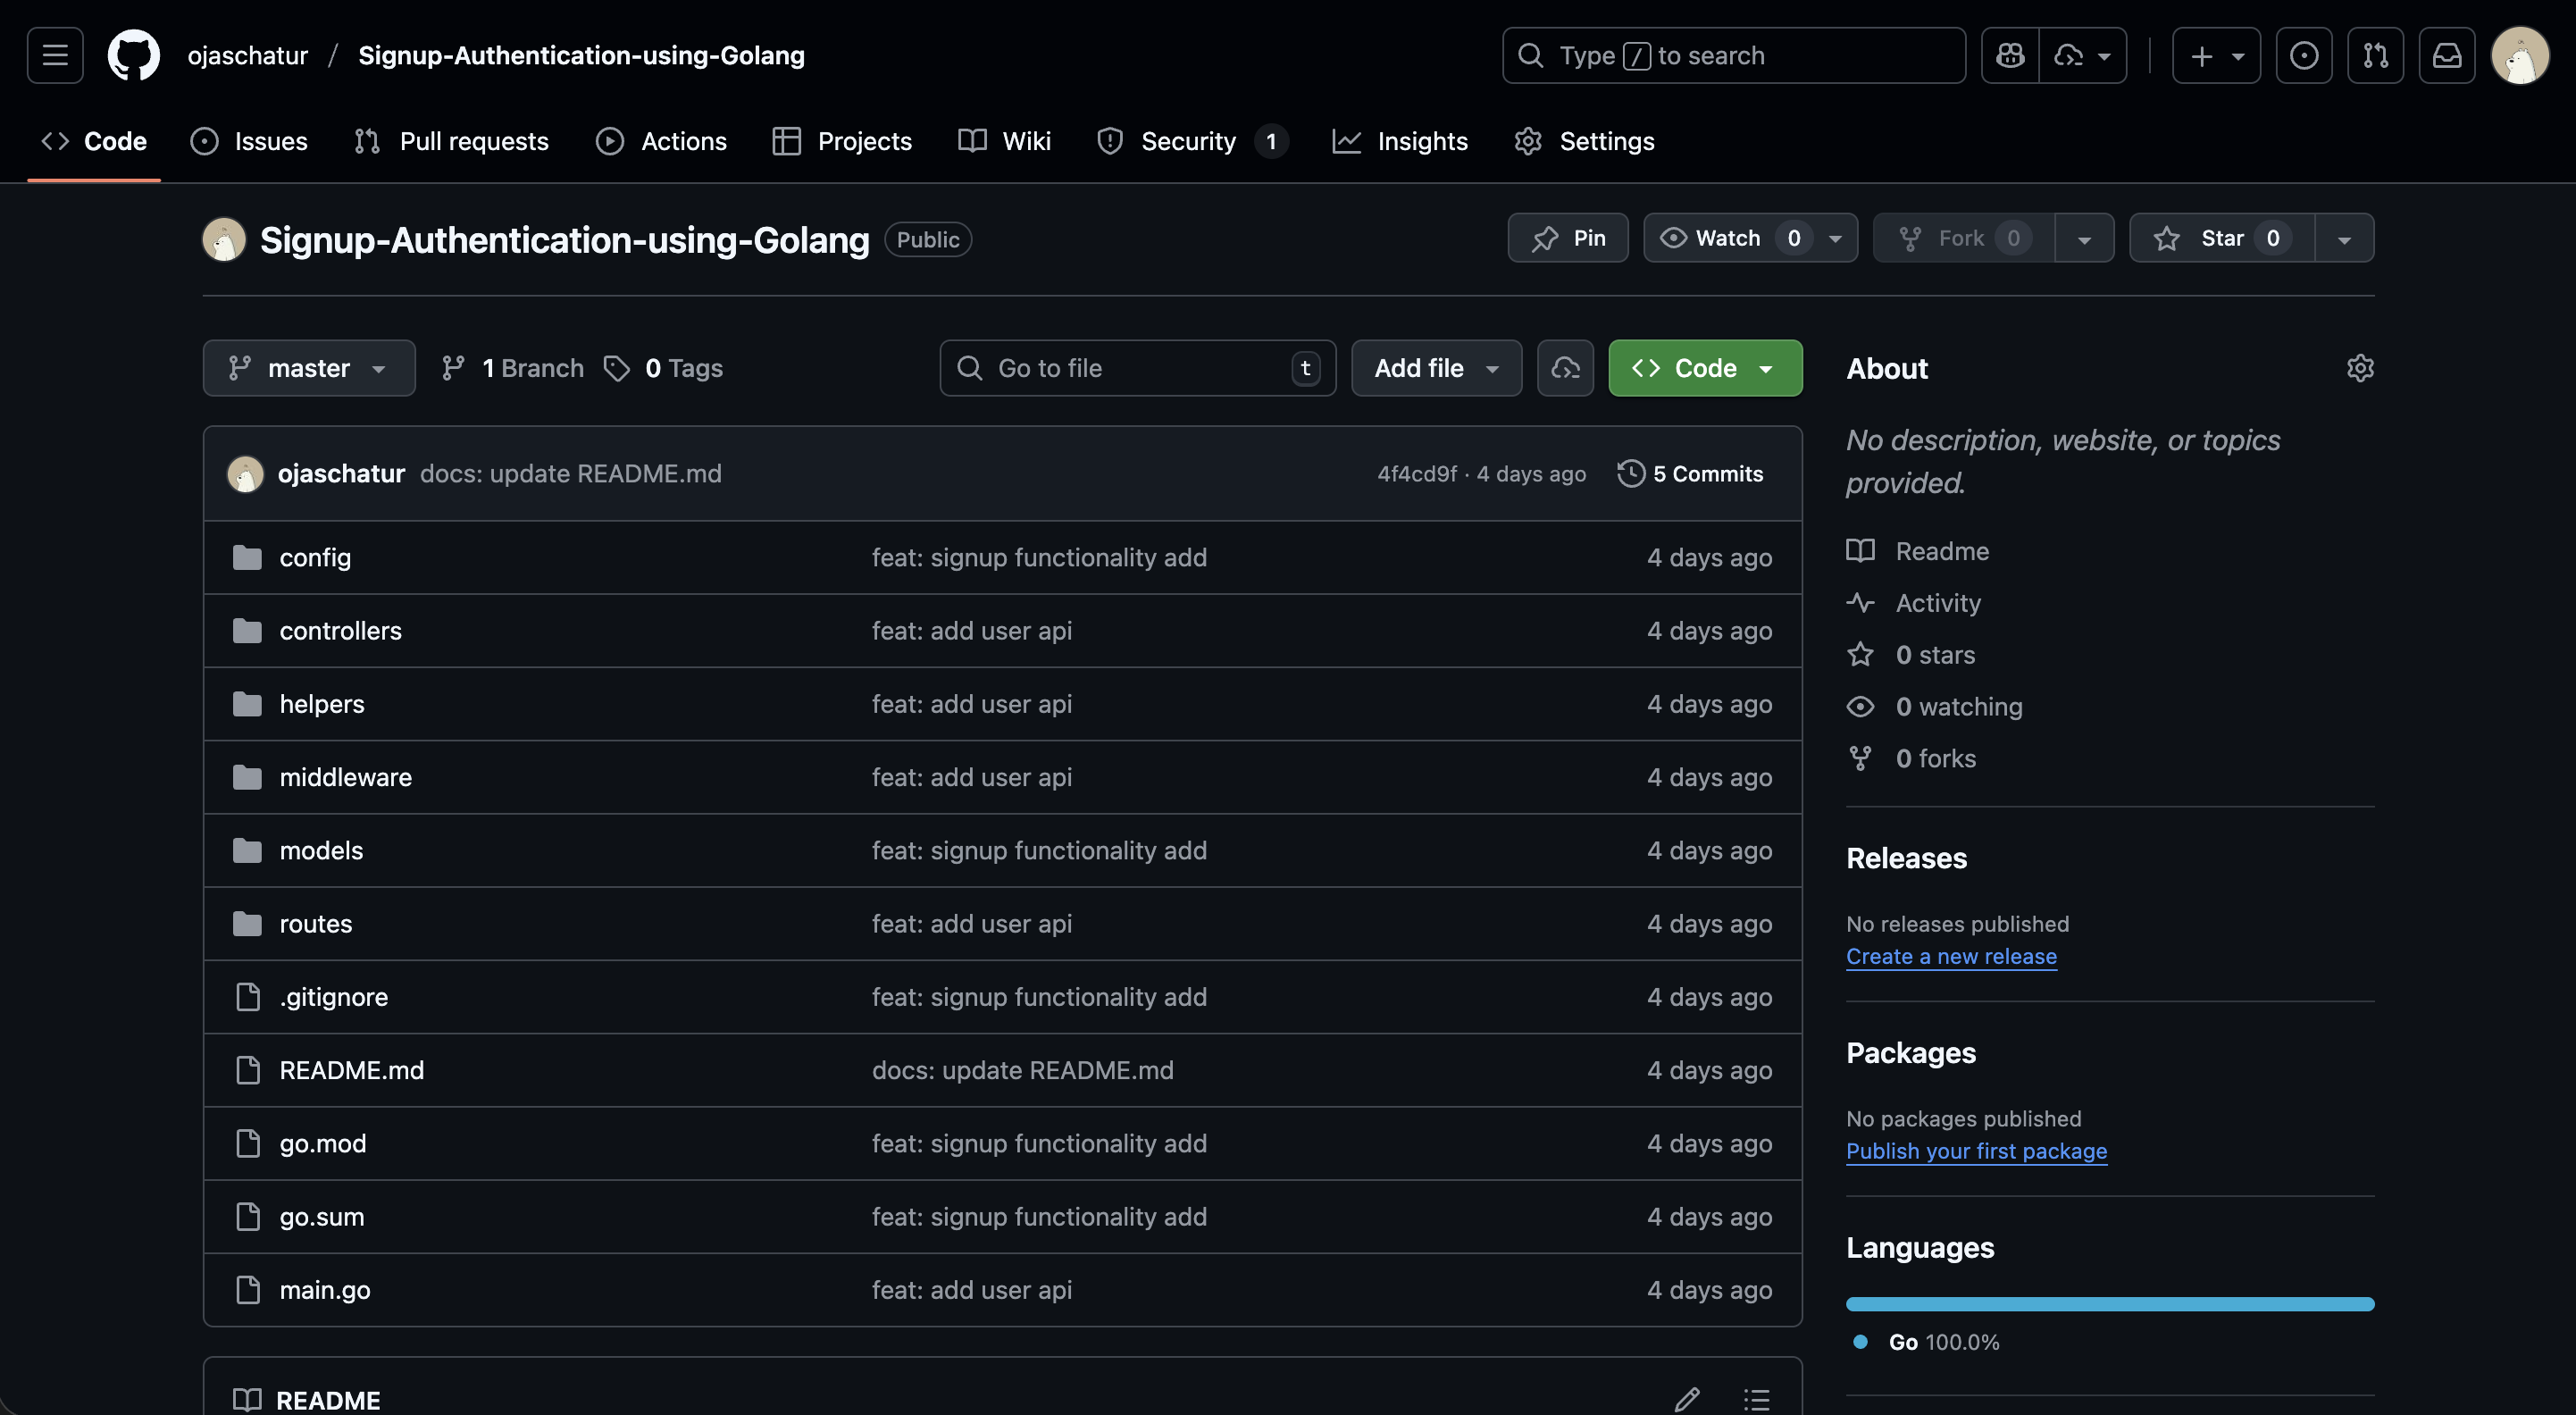 ojaschatur / Signup-Authentication-using-Golang
Type / to search
Code
Issues
Pull requests
Actions
Projects
Wiki
Security 1
Insights
Settings
Signup-Authentication-using-Golang Public
Pin
Watch 0
Fork 0
Star 0
master
1 Branch
0 Tags
Go to file t
Add file
Code
ojaschatur docs: update README.md 4f4cd9f · 4 days ago 5 Commits
config feat: signup functionality add 4 days ago
controllers feat: add user api 4 days ago
helpers feat: add user api 4 days ago
middleware feat: add user api 4 days ago
models feat: signup functionality add 4 days ago
routes feat: add user api 4 days ago
.gitignore feat: signup functionality add 4 days ago
README.md docs: update README.md 4 days ago
go.mod feat: signup functionality add 4 days ago
go.sum feat: signup functionality add 4 days ago
main.go feat: add user api 4 days ago
README
About
No description, website, or topics
provided.
Readme
Activity
0 stars
0 watching
0 forks
Releases
No releases published
Create a new release
Packages
No packages published
Publish your first package
Languages
Go 100.0%